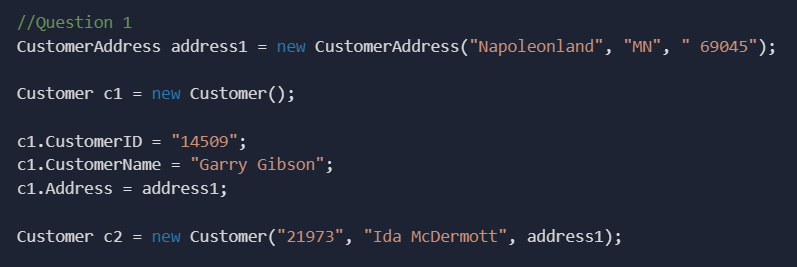 //Question 1
CustomerAddress address1 = new CustomerAddress("Napoleonland", "MN", " 69045");
Customer c1 = new Customer();
c1.CustomerID = "14509";
c1.CustomerName = "Garry Gibson";
c1.Address = address1;
Customer c2 = new Customer("21973", "Ida McDermott", address1);